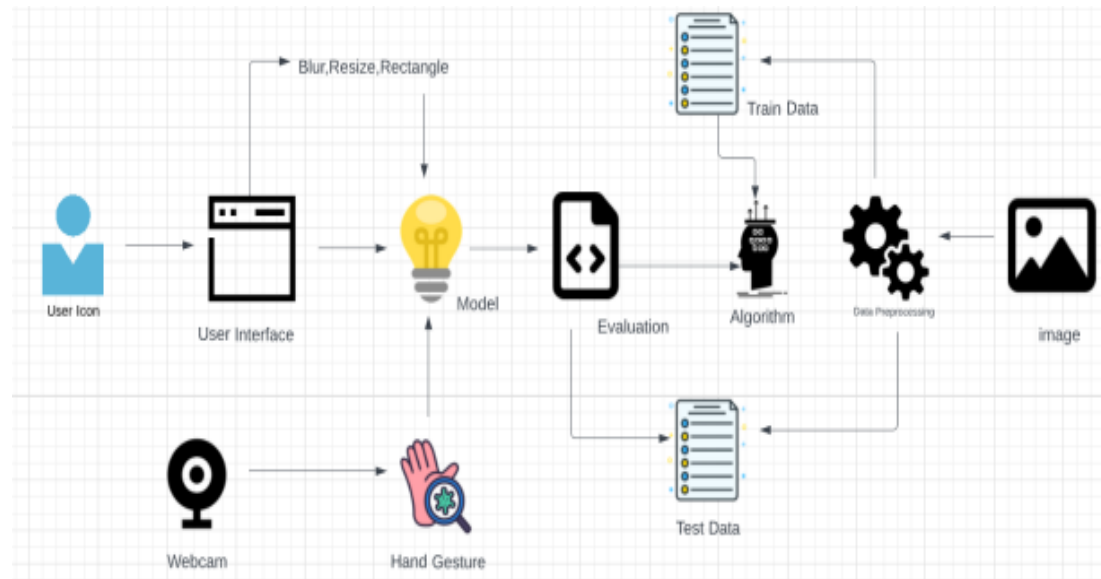 Blur,Resize,Rectangle
Train Data
User Icon
User Interface
Model
Evaluation
Algorithm
Data Preprocessing
image
Webcam
Hand Gesture
Test Data